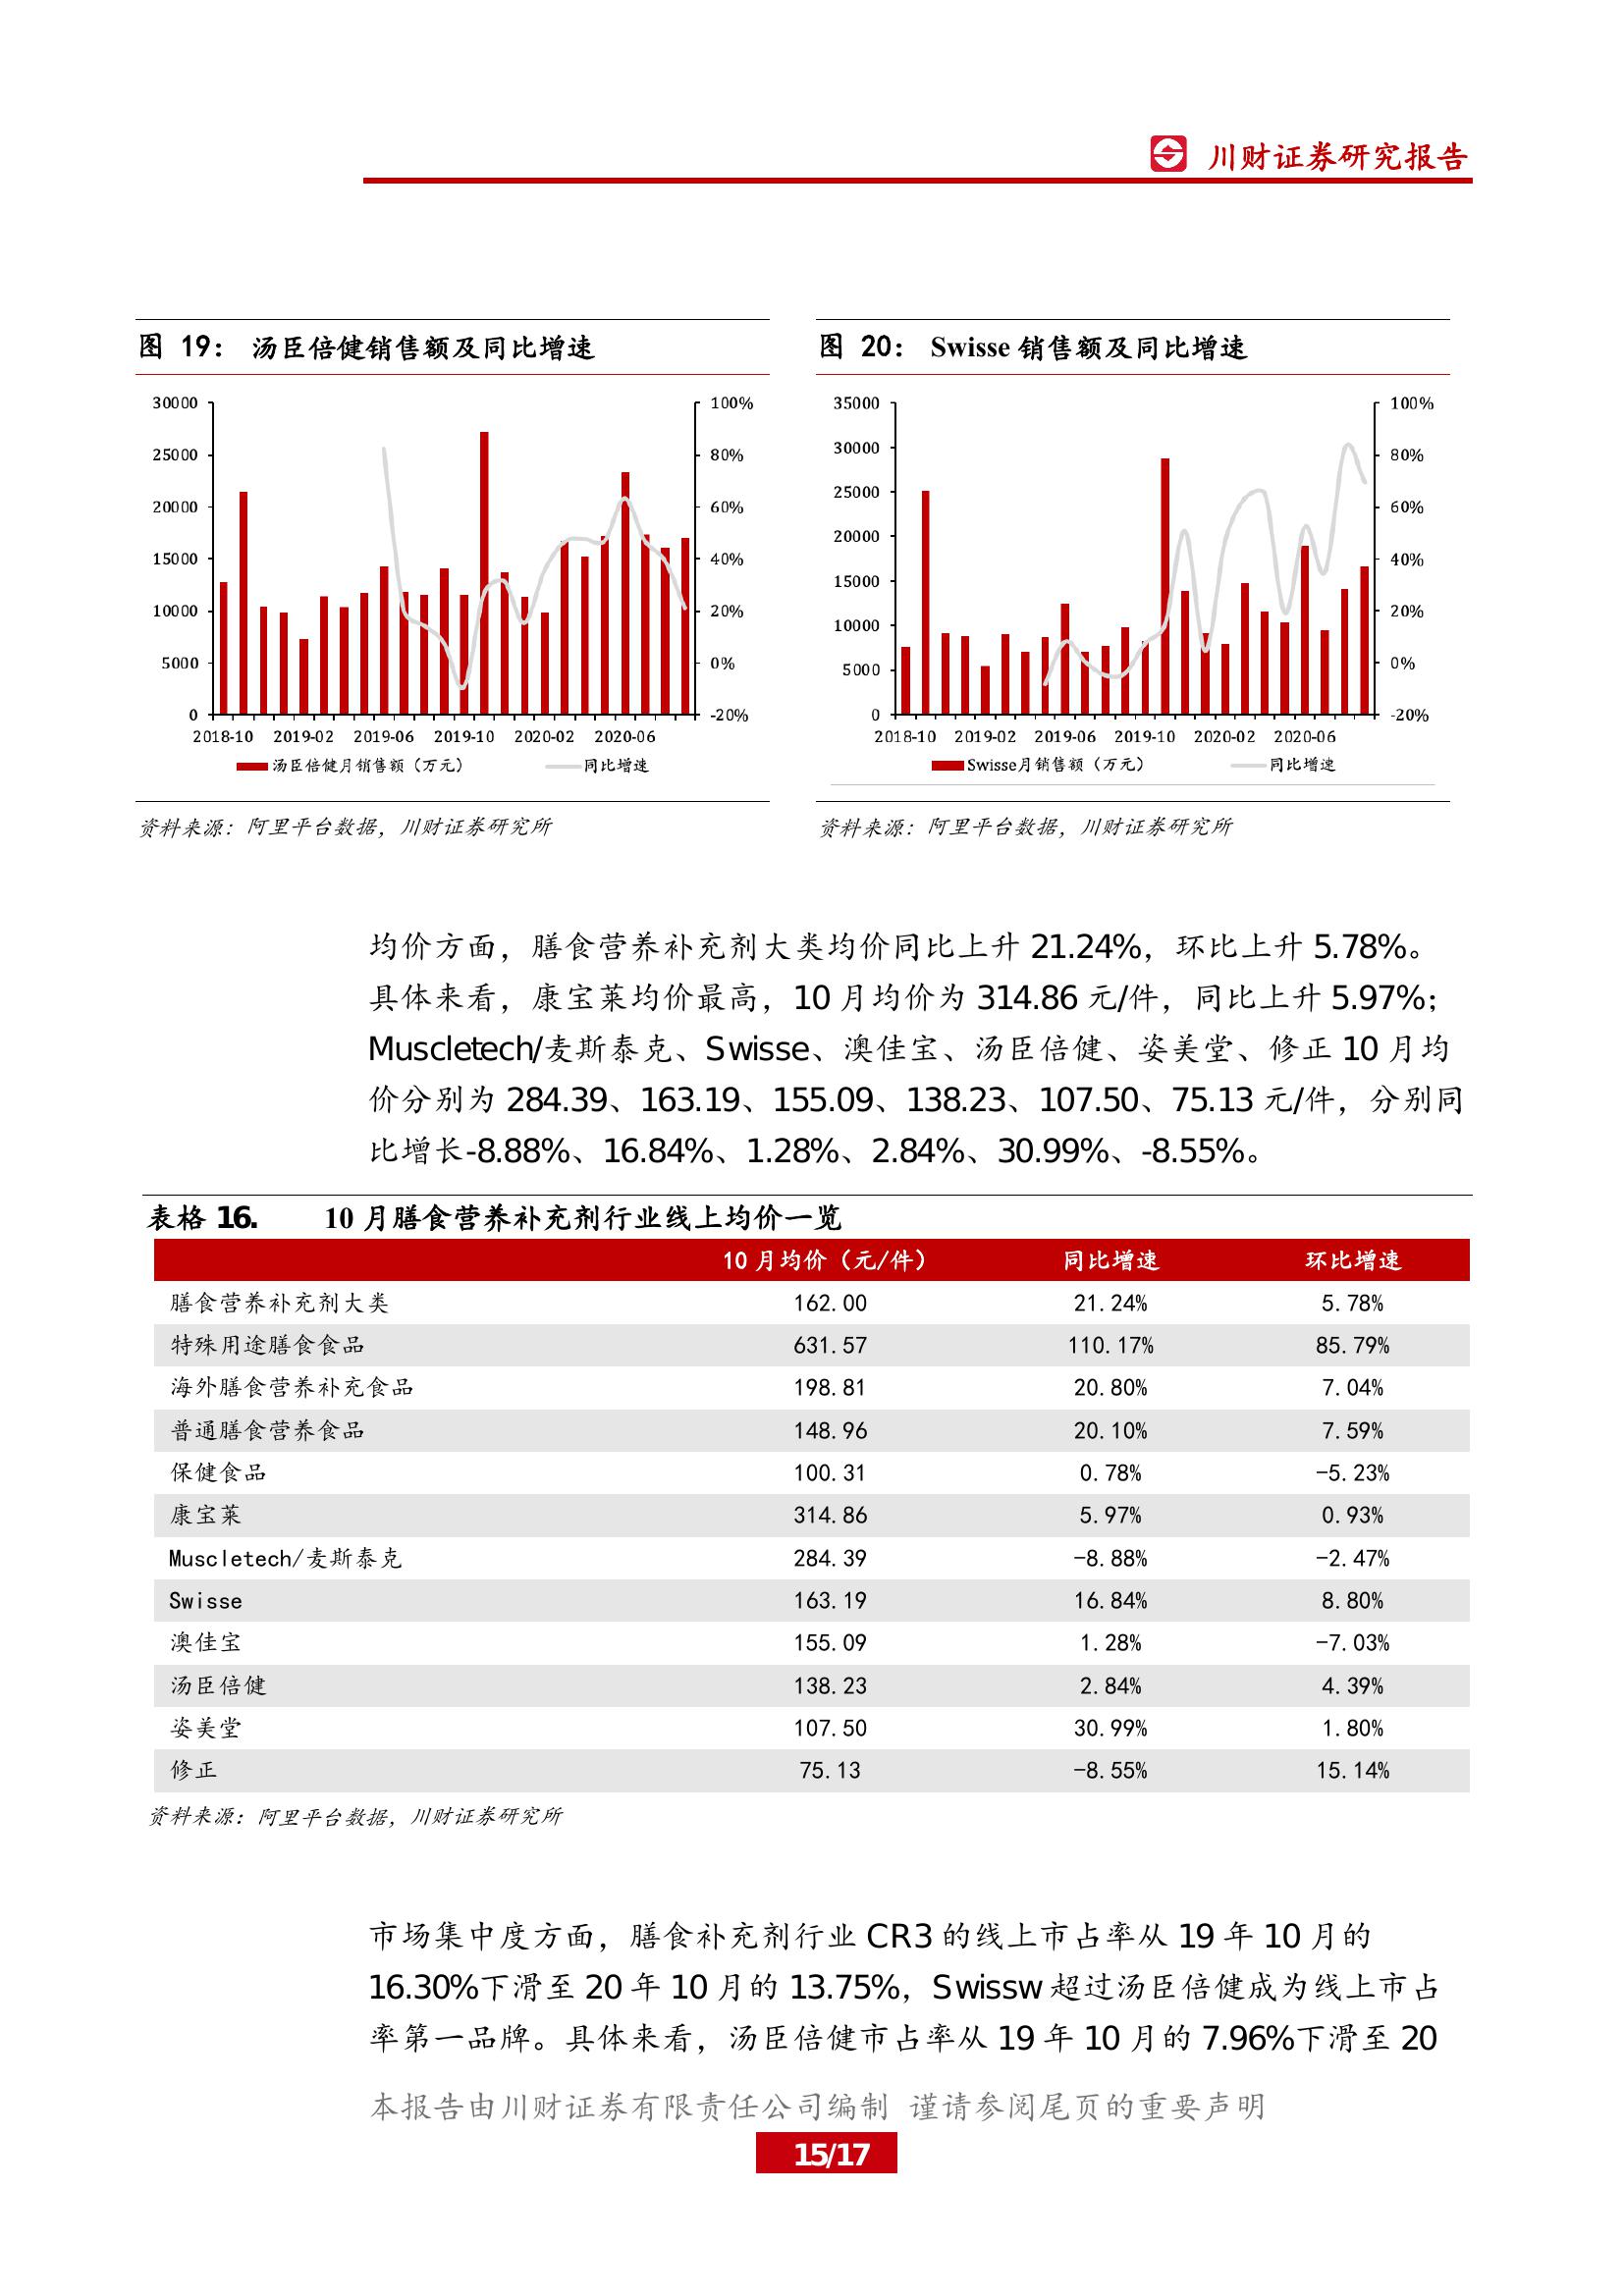 川财证券研究报告
图 19： 汤臣倍健销售额及同比增速
30000
25000
20000
15000
10000
5000
0
100%
80%
60%
40%
20%
0%
-20%
2018-10 2019-02 2019-06 2019-10 2020-02 2020-06
汤臣倍健月销售额（万元） 同比增速
资料来源：阿里平台数据，川财证券研究所
图 20： Swisse 销售额及同比增速
35000
30000
25000
20000
15000
10000
5000
0
100%
80%
60%
40%
20%
0%
-20%
2018-10 2019-02 2019-06 2019-10 2020-02 2020-06
Swisse月销售额（万元） 同比增速
资料来源：阿里平台数据，川财证券研究所
均价方面，膳食营养补充剂大类均价同比上升 21.24%，环比上升 5.78%。
具体来看，康宝莱均价最高，10 月均价为 314.86 元/件，同比上升 5.97%；
Muscletech/麦斯泰克、Swisse、澳佳宝、汤臣倍健、姿美堂、修正 10 月均
价分别为 284.39、163.19、155.09、138.23、107.50、75.13 元/件，分别同
比增长-8.88%、16.84%、1.28%、2.84%、30.99%、-8.55%。
表格 16. 10 月膳食营养补充剂行业线上均价一览
10 月均价（元/件） 同比增速 环比增速
膳食营养补充剂大类 162.00 21.24% 5.78%
特殊用途膳食食品 631.57 110.17% 85.79%
海外膳食营养补充食品 198.81 20.80% 7.04%
普通膳食营养食品 148.96 20.10% 7.59%
保健食品 100.31 0.78% -5.23%
康宝莱 314.86 5.97% 0.93%
Muscletech/麦斯泰克 284.39 -8.88% -2.47%
Swisse 163.19 16.84% 8.80%
澳佳宝 155.09 1.28% -7.03%
汤臣倍健 138.23 2.84% 4.39%
姿美堂 107.50 30.99% 1.80%
修正 75.13 -8.55% 15.14%
资料来源：阿里平台数据，川财证券研究所
市场集中度方面，膳食补充剂行业 CR3 的线上市占率从 19 年 10 月的
16.30%下滑至 20 年 10 月的 13.75%，Swissw 超过汤臣倍健成为线上市占
率第一品牌。具体来看，汤臣倍健市占率从 19 年 10 月的 7.96%下滑至 20
本报告由川财证券有限责任公司编制 谨请参阅尾页的重要声明
15/17